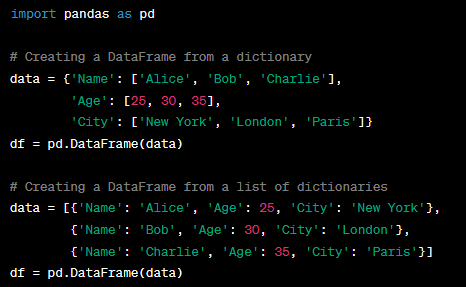 import pandas as pd
# Creating a DataFrame from a dictionary
data = {'Name': ['Alice', 'Bob', 'Charlie'],
'Age': [25, 30, 35],
'City': ['New York', 'London', 'Paris']}
df = pd.DataFrame(data)
# Creating a DataFrame from a list of dictionaries
data = [{'Name': 'Alice', 'Age': 25, 'City': 'New York'},
{'Name': 'Bob', 'Age': 30, 'City': 'London'},
{'Name': 'Charlie', 'Age': 35, 'City': 'Paris'}]
df = pd.DataFrame(data)